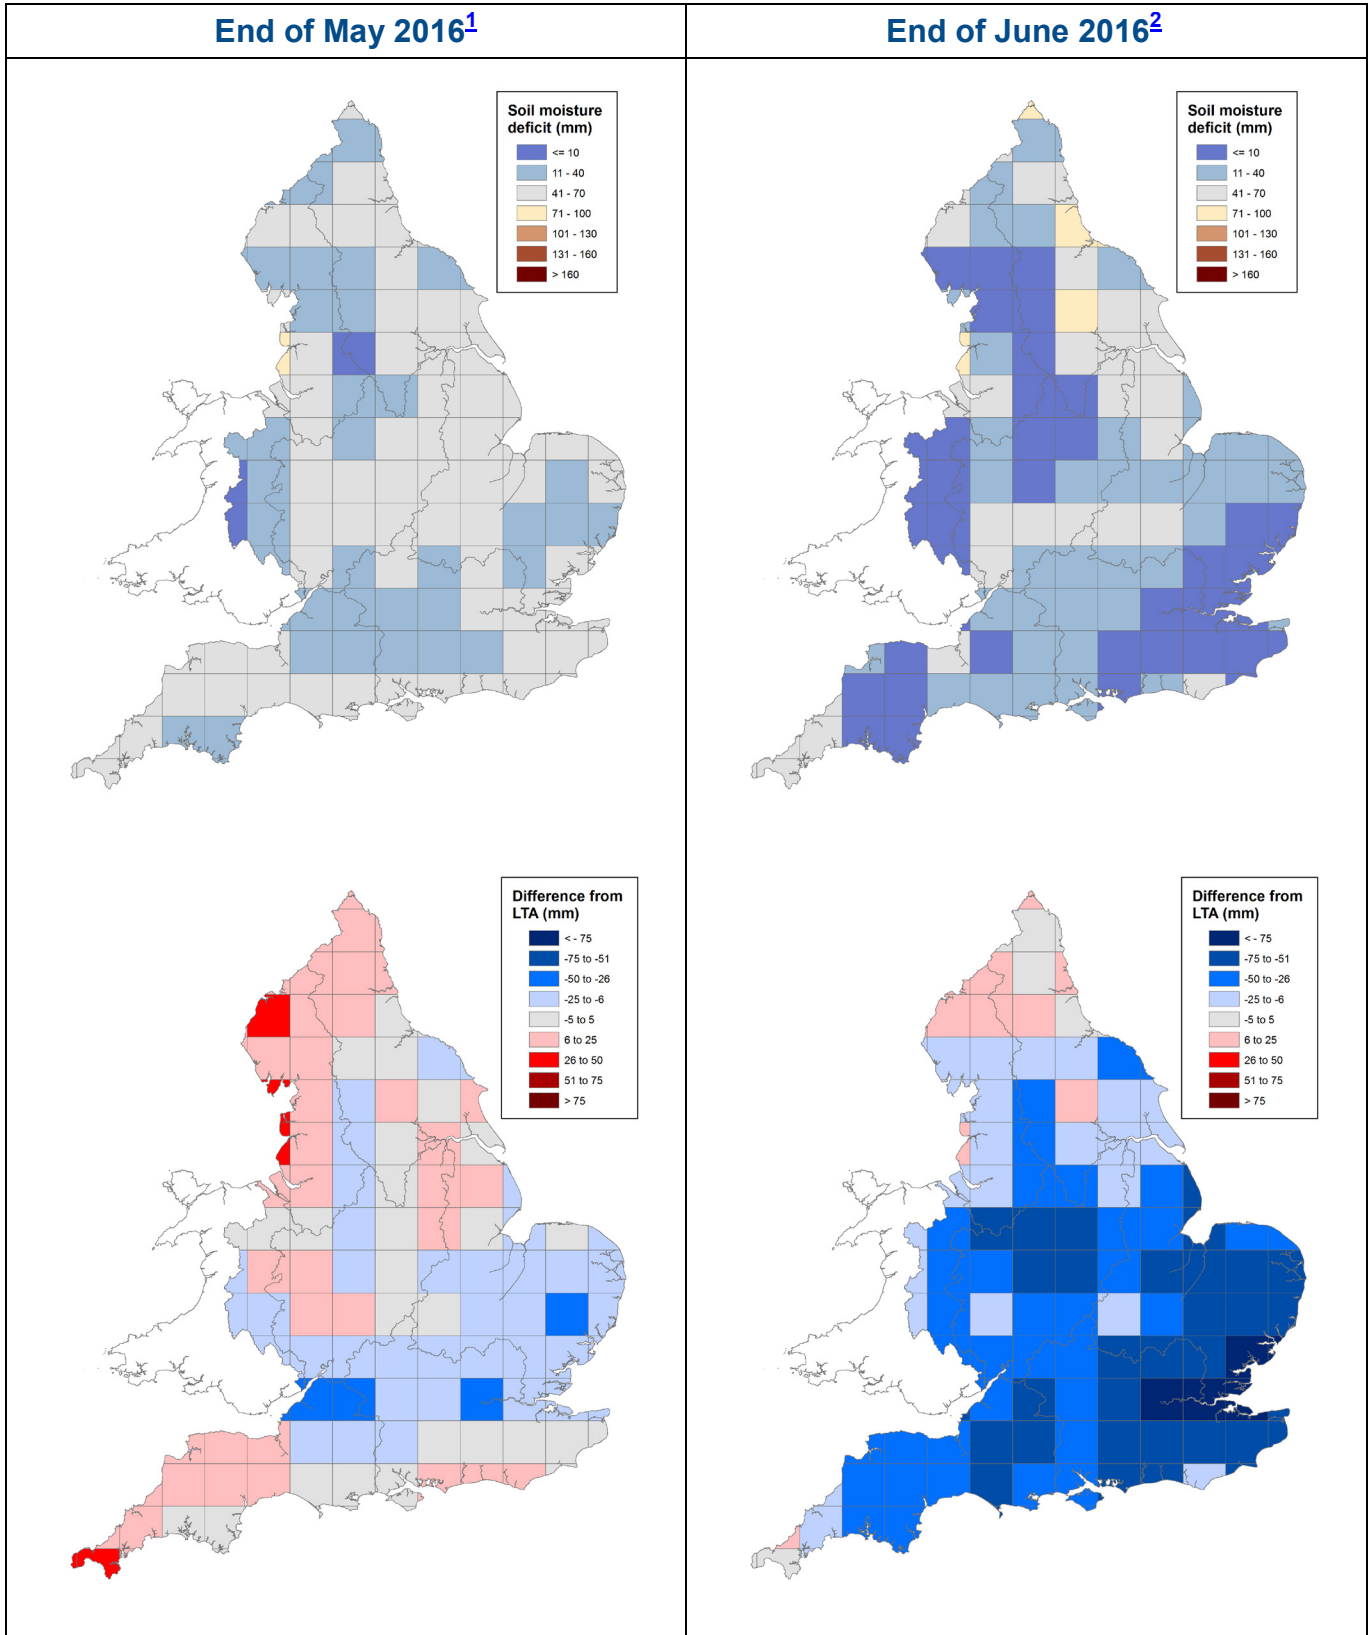 End of May 20161
End of June 20162
Soil moisture
deficit (mm)
<= 10
11 - 40
41 - 70
71 - 100
101 - 130
131 - 160
> 160
Soil moisture
deficit (mm)
<= 10
11 - 40
41 - 70
71 - 100
101 - 130
131 - 160
> 160
Difference from
LTA (mm)
< - 75
-75 to -51
-50 to -26
-25 to -6
-5 to 5
6 to 25
26 to 50
51 to 75
> 75
Difference from
LTA (mm)
< - 75
-75 to -51
-50 to -26
-25 to -6
-5 to 5
6 to 25
26 to 50
51 to 75
> 75